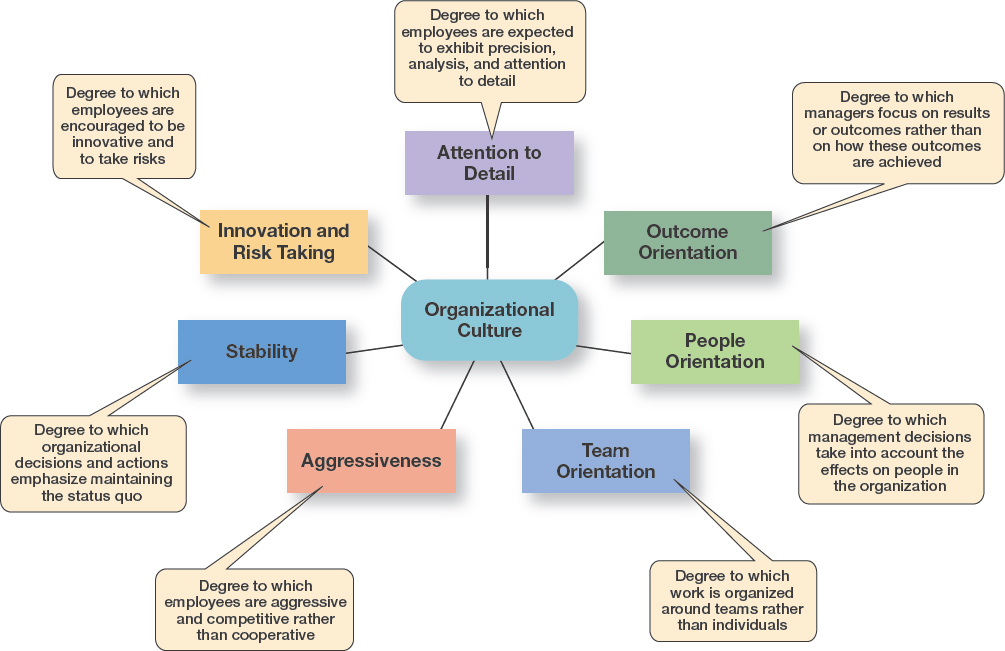 Degree to which
employees are expected
to exhibit precision,
analysis, and attention
to detail
Degree to which
employees are
encouraged to be
innovative and
to take risks
Degree to which
managers focus on results
or outcomes rather than
on how these outcomes
are achieved
Attention to
Detail
Innovation and
Risk Taking
Outcome
Orientation
Organizational
Culture
Stability
People
Orientation
Degree to which
organizational
decisions and actions
emphasize maintaining
the status quo
Aggressiveness
Team
Orientation
Degree to which
management decisions
take into account the
effects on people in
the organization
Degree to which
employees are aggressive
and competitive rather
than cooperative
Degree to which
work is organized
around teams rather
than individuals